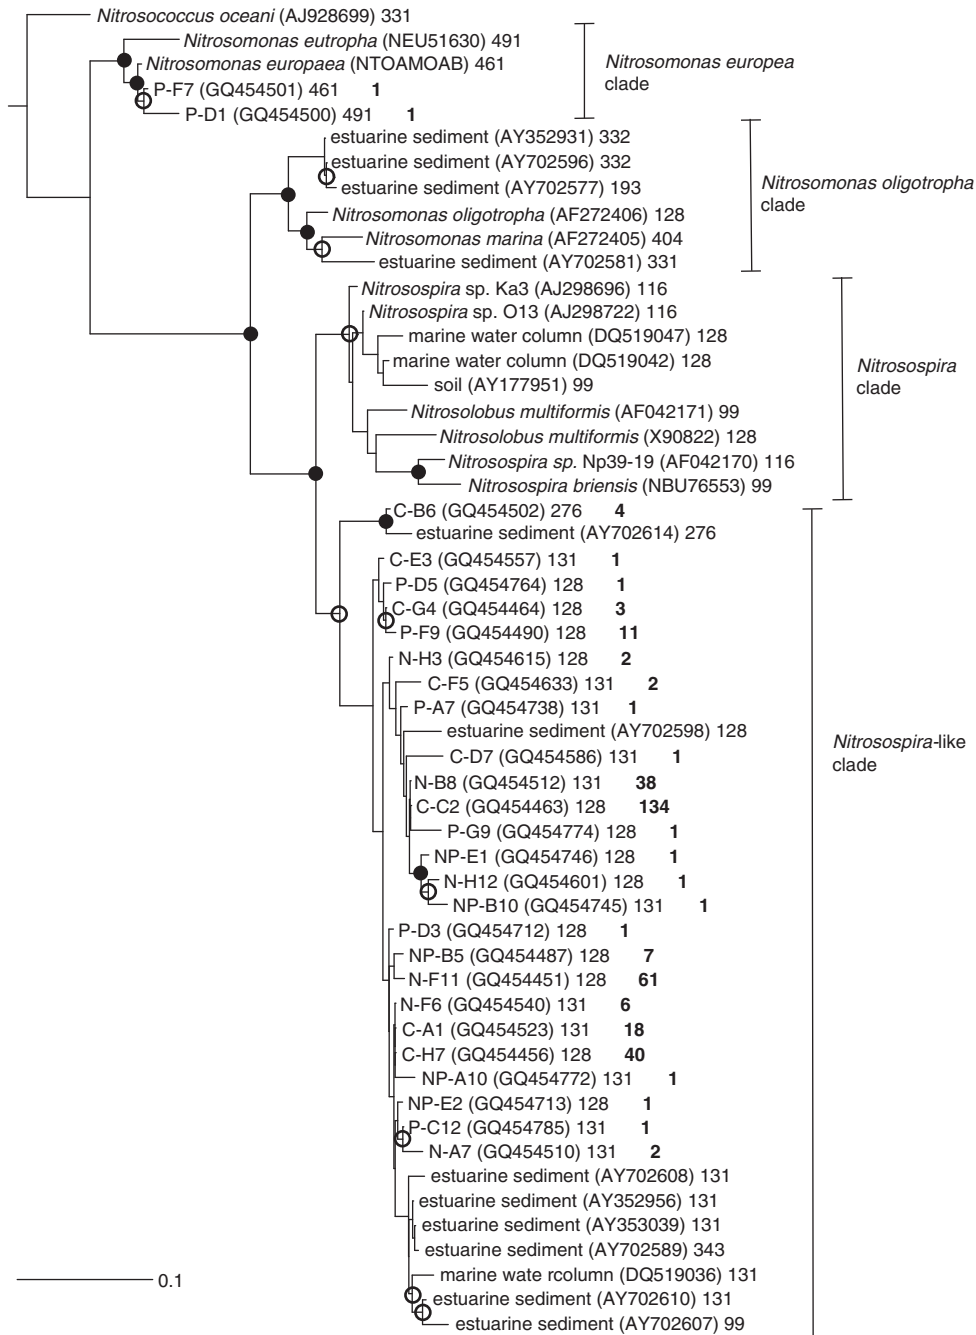 Nitrosococcus oceani (AJ928699) 331
Nitrosomonas eutropha (NEU51630) 491
Nitrosomonas europaea (NTOAMOAB) 461
P-F7 (GQ454501) 461 1
P-D1 (GQ454500) 491 1
Nitrosomonas europea
clade
estuarine sediment (AY352931) 332
estuarine sediment (AY702596) 332
estuarine sediment (AY702577) 193
Nitrosomonas oligotropha (AF272406) 128
Nitrosomonas marina (AF272405) 404
estuarine sediment (AY702581) 331
Nitrosomonas oligotropha
clade
Nitrosospira sp. Ka3 (AJ298696) 116
Nitrosospira sp. O13 (AJ298722) 116
marine water column (DQ519047) 128
marine water column (DQ519042) 128
soil (AY177951) 99
Nitrosolobus multiformis (AF042171) 99
Nitrosolobus multiformis (X90822) 128
Nitrosospira sp. Np39-19 (AF042170) 116
Nitrosospira briensis (NBU76553) 99
Nitrosospira
clade
C-B6 (GQ454502) 276 4
estuarine sediment (AY702614) 276
C-E3 (GQ454557) 131 1
P-D5 (GQ454764) 128 1
C-G4 (GQ454464) 128 3
P-F9 (GQ454490) 128 11
N-H3 (GQ454615) 128 2
C-F5 (GQ454633) 131 2
P-A7 (GQ454738) 131 1
estuarine sediment (AY702598) 128
C-D7 (GQ454586) 131 1
N-B8 (GQ454512) 131 38
C-C2 (GQ454463) 128 134
P-G9 (GQ454774) 128 1
NP-E1 (GQ454746) 128 1
N-H12 (GQ454601) 128 1
NP-B10 (GQ454745) 131 1
P-D3 (GQ454712) 128 1
NP-B5 (GQ454487) 128 7
N-F11 (GQ454451) 128 61
N-F6 (GQ454540) 131 6
C-A1 (GQ454523) 131 18
C-H7 (GQ454456) 128 40
NP-A10 (GQ454772) 131 1
NP-E2 (GQ454713) 128 1
P-C12 (GQ454785) 131 1
N-A7 (GQ454510) 131 2
estuarine sediment (AY702608) 131
estuarine sediment (AY352956) 131
estuarine sediment (AY353039) 131
estuarine sediment (AY702589) 343
marine wate rcolumn (DQ519036) 131
estuarine sediment (AY702610) 131
estuarine sediment (AY702607) 99
Nitrosospira-like
clade
0.1